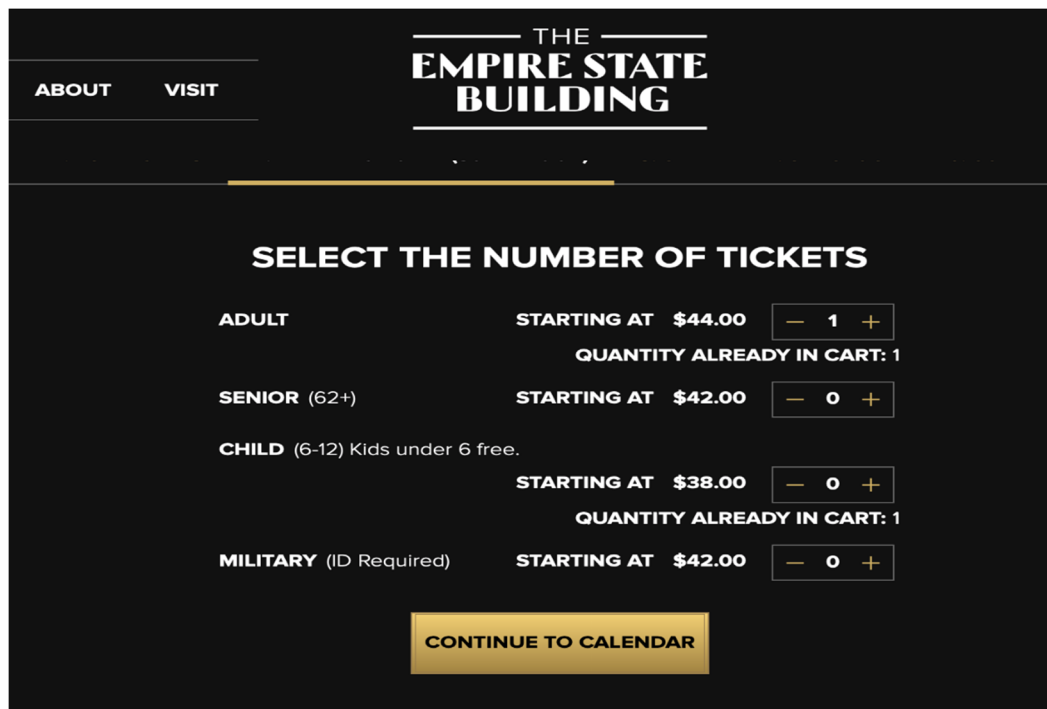 THE
EMPIRE STATE
BUILDING
ABOUT VISIT
SELECT THE NUMBER OF TICKETS
ADULT STARTING AT $44.00 — 1 +
QUANTITY ALREADY IN CART: 1
SENIOR (62+) STARTING AT $42.00 — 0 +
CHILD (6-12) Kids under 6 free.
STARTING AT $38.00 — 0 +
QUANTITY ALREADY IN CART: 1
MILITARY (ID Required) STARTING AT $42.00 — 0 +
CONTINUE TO CALENDAR